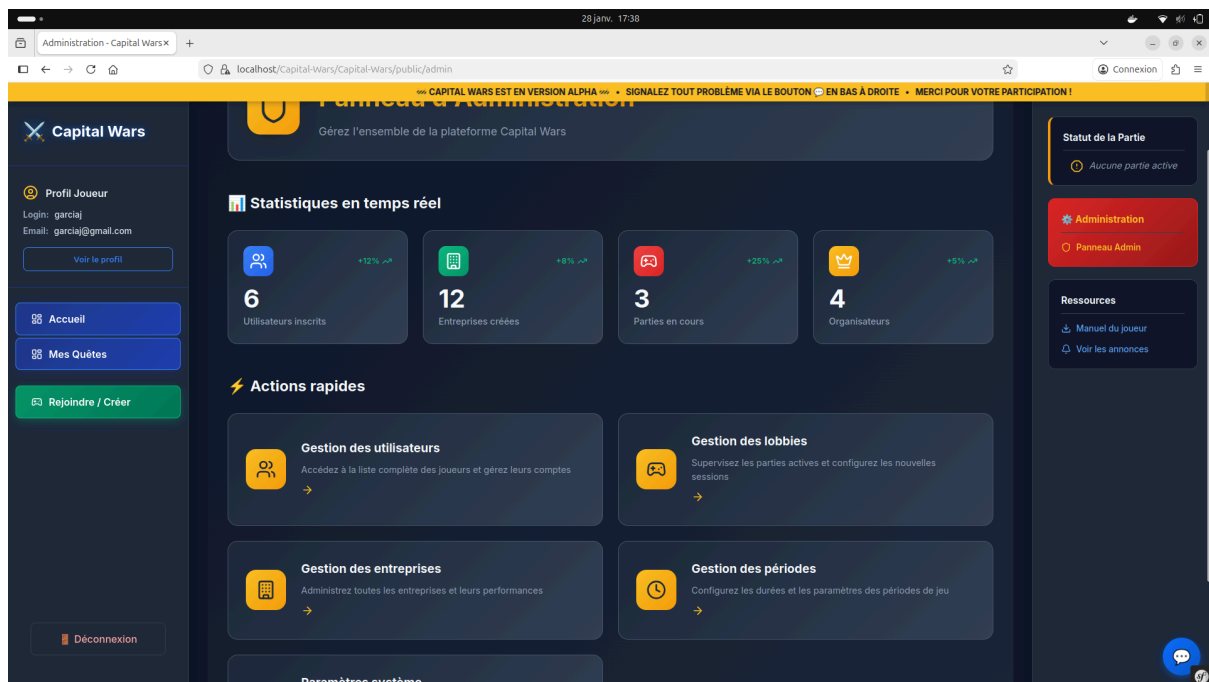 28 janv. 17:38
Administration - Capital Wars
localhost/Capital-Wars/Capital-Wars/public/admin
Connexion
CAPITAL WARS EST EN VERSION ALPHA • SIGNALEZ TOUT PROBLÈME VIA LE BOUTON 💬 EN BAS À DROITE • MERCI POUR VOTRE PARTICIPATION !
Capital Wars
Profil Joueur
Login: garciaj
Email: garciaj@gmail.com
Voir le profil
Accueil
Mes Quêtes
Rejoindre / Créer
Déconnexion
Panneau d'Administration
Gérez l'ensemble de la plateforme Capital Wars
Statistiques en temps réel
+12%
6
Utilisateurs inscrits
+8%
12
Entreprises créées
+25%
3
Parties en cours
+5%
4
Organisateurs
Actions rapides
Gestion des utilisateurs
Accédez à la liste complète des joueurs et gérez leurs comptes
Gestion des lobbies
Supervisez les parties actives et configurez les nouvelles
sessions
Gestion des entreprises
Administrez toutes les entreprises et leurs performances
Gestion des périodes
Configurez les durées et les paramètres des périodes de jeu
Paramètres système
Statut de la Partie
Aucune partie active
Administration
Panneau Admin
Ressources
Manuel du joueur
Voir les annonces
sf